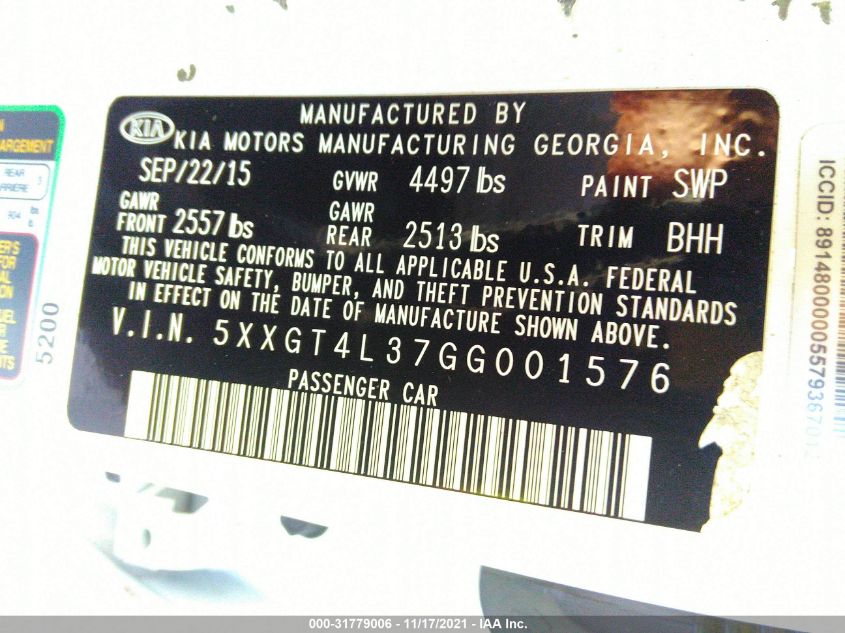 MANUFACTURED BY
KIA
KIA MOTORS MANUFACTURING GEORGIA, INC.
SEP/22/15 GVWR 4497 lbs PAINT SWP
GAWR FRONT 2557 lbs GAWR REAR 2513 lbs TRIM BHH
THIS VEHICLE CONFORMS TO ALL APPLICABLE U.S.A. FEDERAL
MOTOR VEHICLE SAFETY, BUMPER, AND THEFT PREVENTION STANDARDS
IN EFFECT ON THE DATE OF MANUFACTURE SHOWN ABOVE.
V.I.N. 5XXGT4L37GG001576
PASSENGER CAR
REAR
5
5200
000-31779006 - 11/17/2021 - IAA Inc.